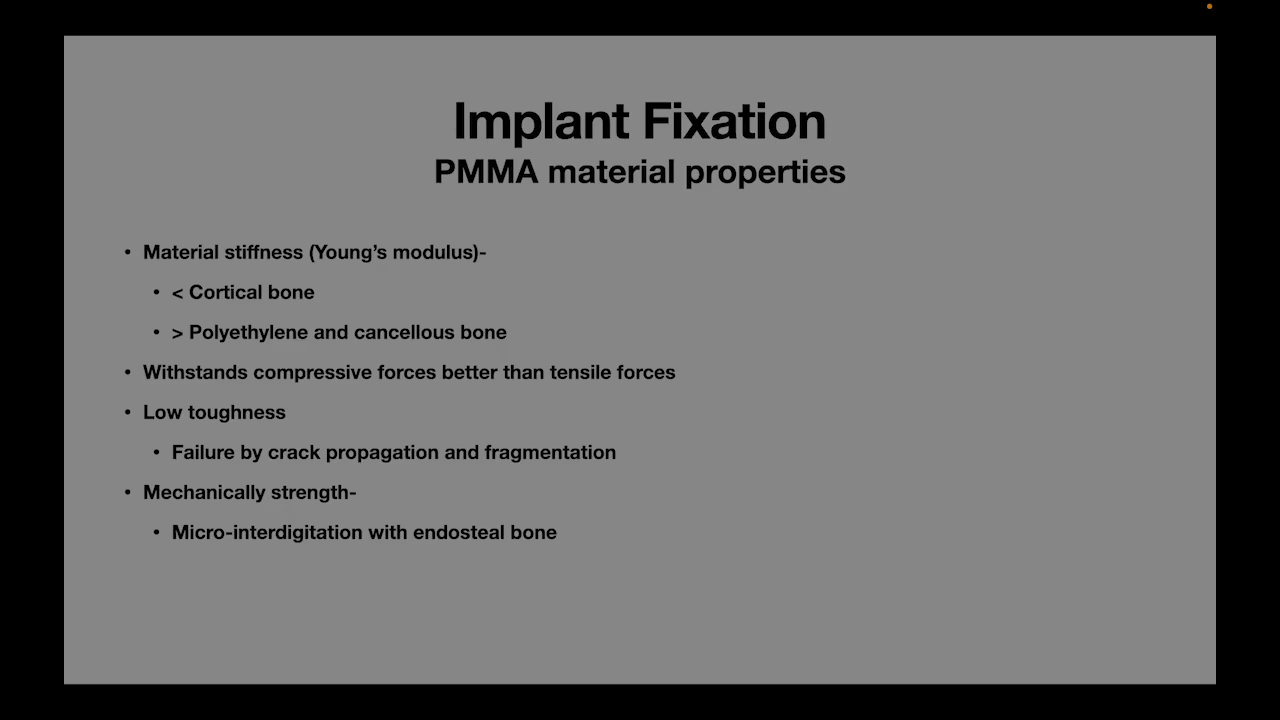 Implant Fixation
PMMA material properties
• Material stiffness (Young’s modulus)-
• < Cortical bone
• > Polyethylene and cancellous bone
• Withstands compressive forces better than tensile forces
• Low toughness
• Failure by crack propagation and fragmentation
• Mechanically strength-
• Micro-interdigitation with endosteal bone